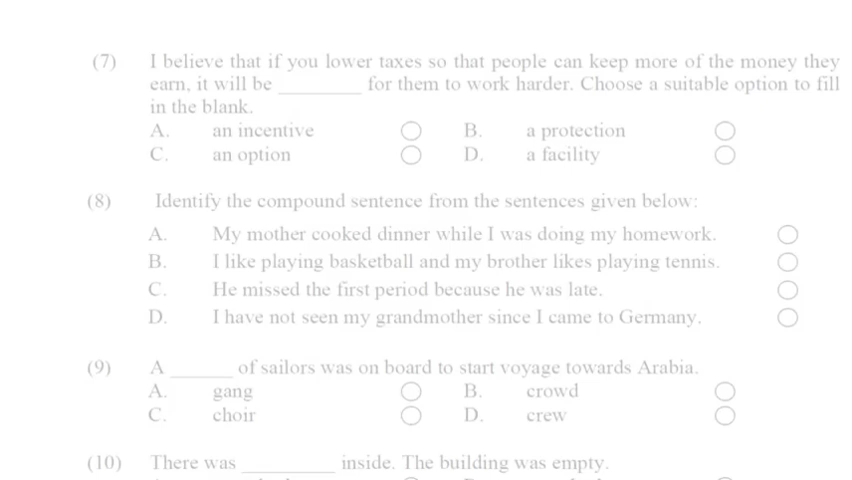 (7) I believe that if you lower taxes so that people can keep more of the money they
earn, it will be ________ for them to work harder. Choose a suitable option to fill
in the blank.
A. an incentive B. a protection
C. an option D. a facility
(8) Identify the compound sentence from the sentences given below:
A. My mother cooked dinner while I was doing my homework.
B. I like playing basketball and my brother likes playing tennis.
C. He missed the first period because he was late.
D. I have not seen my grandmother since I came to Germany.
(9) A ______ of sailors was on board to start voyage towards Arabia.
A. gang B. crowd
C. choir D. crew
(10) There was _________ inside. The building was empty.